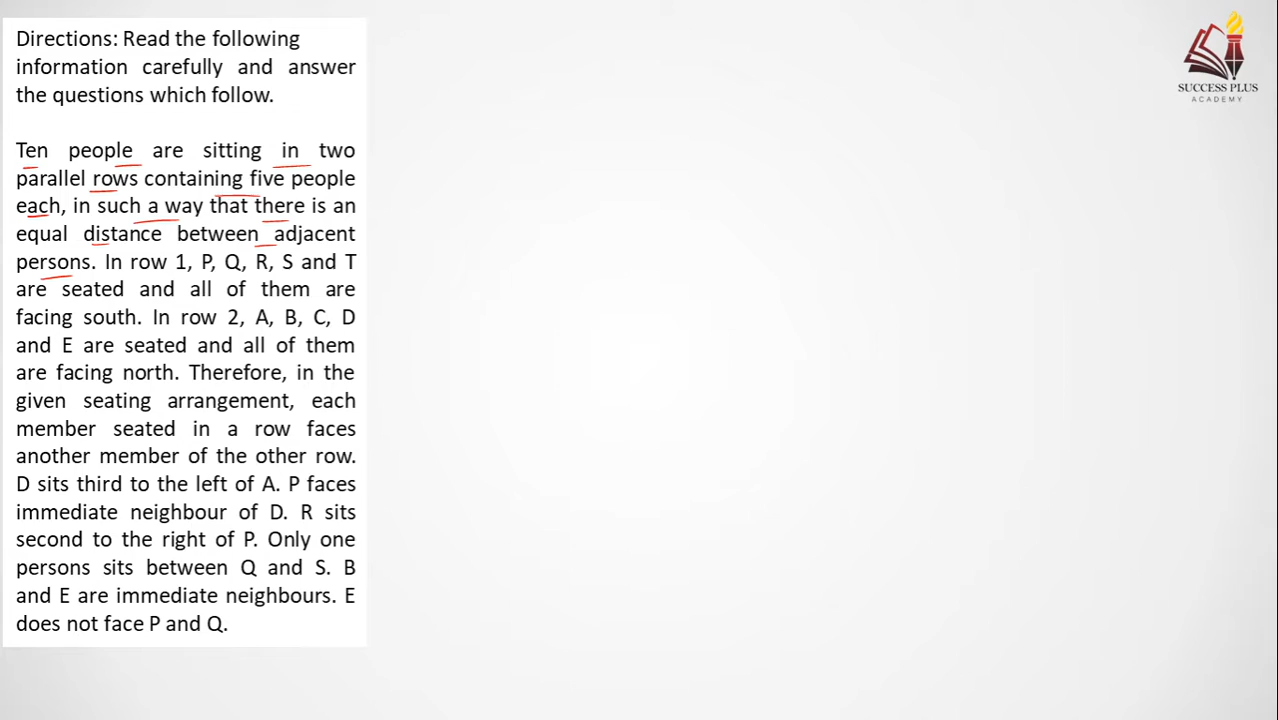 Directions: Read the following
information carefully and answer
the questions which follow.
Ten people are sitting in two
parallel rows containing five people
each, in such a way that there is an
equal distance between adjacent
persons. In row 1, P, Q, R, S and T
are seated and all of them are
facing south. In row 2, A, B, C, D
and E are seated and all of them
are facing north. Therefore, in the
given seating arrangement, each
member seated in a row faces
another member of the other row.
D sits third to the left of A. P faces
immediate neighbour of D. R sits
second to the right of P. Only one
persons sits between Q and S. B
and E are immediate neighbours. E
does not face P and Q.
SUCCESS PLUS
ACADEMY